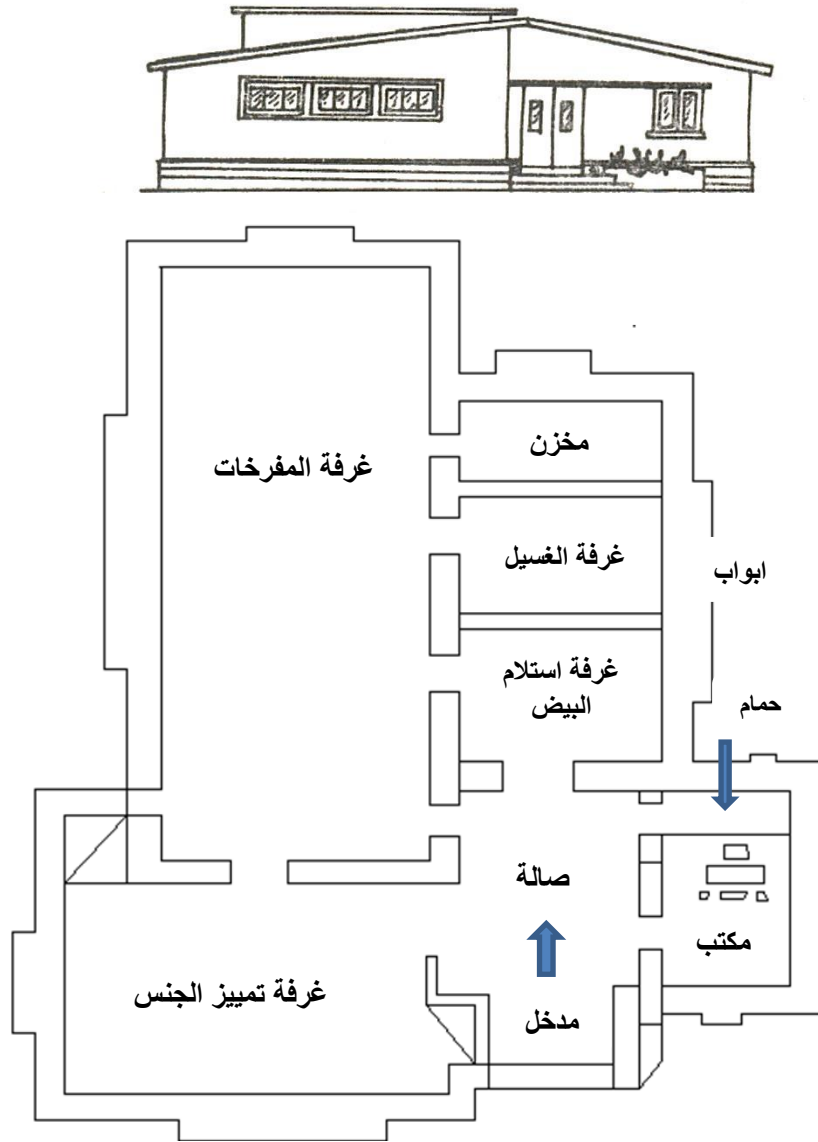 مخزن
غرفة المفرخات
غرفة الغسيل
ابواب
غرفة استلام
البيض
حمام
صالة
مكتب
غرفة تمييز الجنس
مدخل